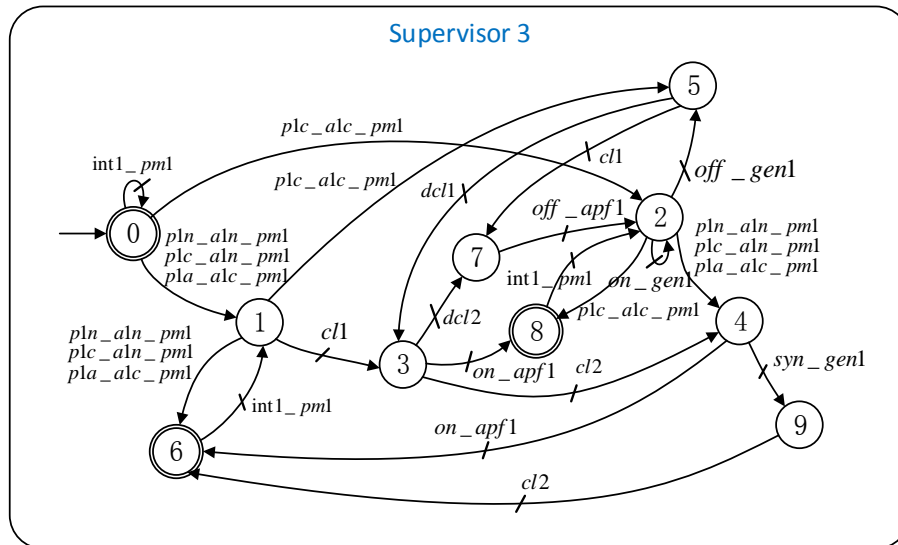 Supervisor 3
5
p1c_a1c_pm1
cl1
int1_pm1
p1c_a1c_pm1
dcl1
off_gen1
off_apf1
2
0
p1n_a1n_pm1
p1c_a1n_pm1
p1a_a1c_pm1
7
int1_pm1
on_gen1
p1n_a1n_pm1
p1c_a1n_pm1
p1a_a1c_pm1
p1c_a1c_pm1
1
cl1
dcl2
8
4
p1n_a1n_pm1
p1c_a1n_pm1
p1a_a1c_pm1
3
on_apf1
cl2
syn_gen1
int1_pm1
on_apf1
9
6
cl2